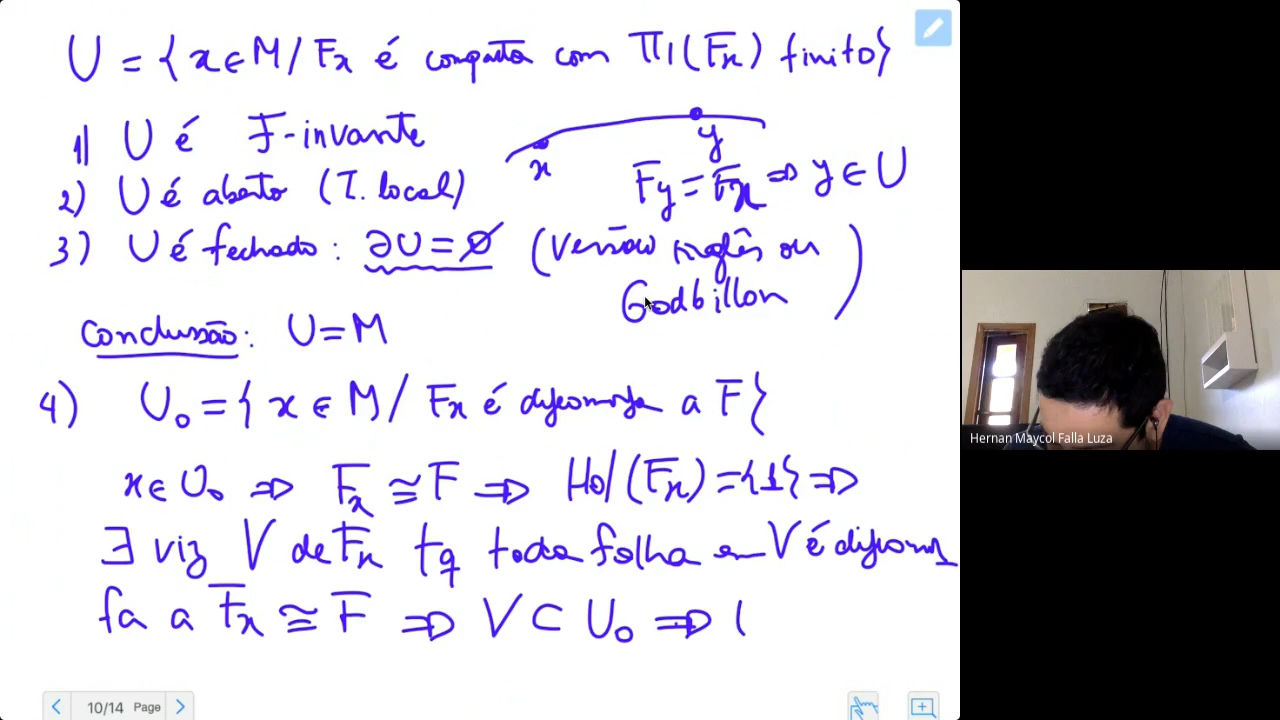 U = { x ∈ M / Fx é compacta com Π1(Fx) finito}
1) U é F-invante
x
y
Fy = Fx ⇒ y ∈ U
2) U é aberto (T. local)
3) U é fechado : ∂U = ∅ (Versão inglês ou Godbillon)
Conclusão: U = M
4) U₀ = { x ∈ M / Fx é difeomorfa a F}
x ∈ U₀ ⇒ Fx ≅ F ⇒ Hol(Fx) = {1} ⇒
∃ viz V de Fx tq toda folha em V é difeomor
fa a Fx ≅ F ⇒ V ⊂ U₀ ⇒ (
Hernan Maycol Falla Luza
10/14 Page